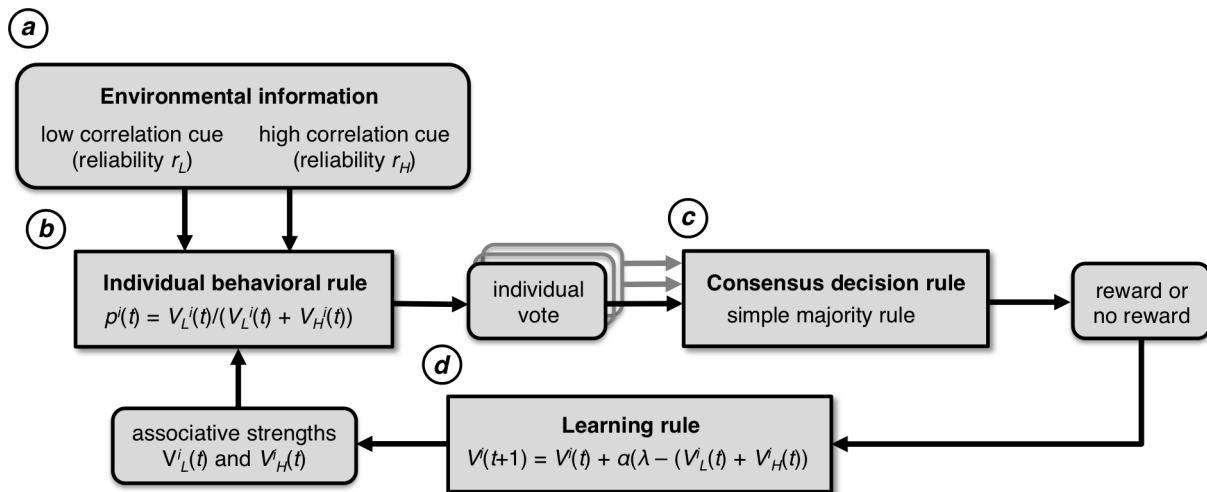 a
Environmental information
low correlation cue
(reliability r_L)
high correlation cue
(reliability r_H)
b
Individual behavioral rule
p^i(t) = V_L^i(t)/(V_L^i(t) + V_H^i(t))
individual
vote
c
Consensus decision rule
simple majority rule
reward or
no reward
d
Learning rule
V^i(t+1) = V^i(t) + α(λ – (V^i_L(t) + V^i_H(t))
associative strengths
V^i_L(t) and V^i_H(t)